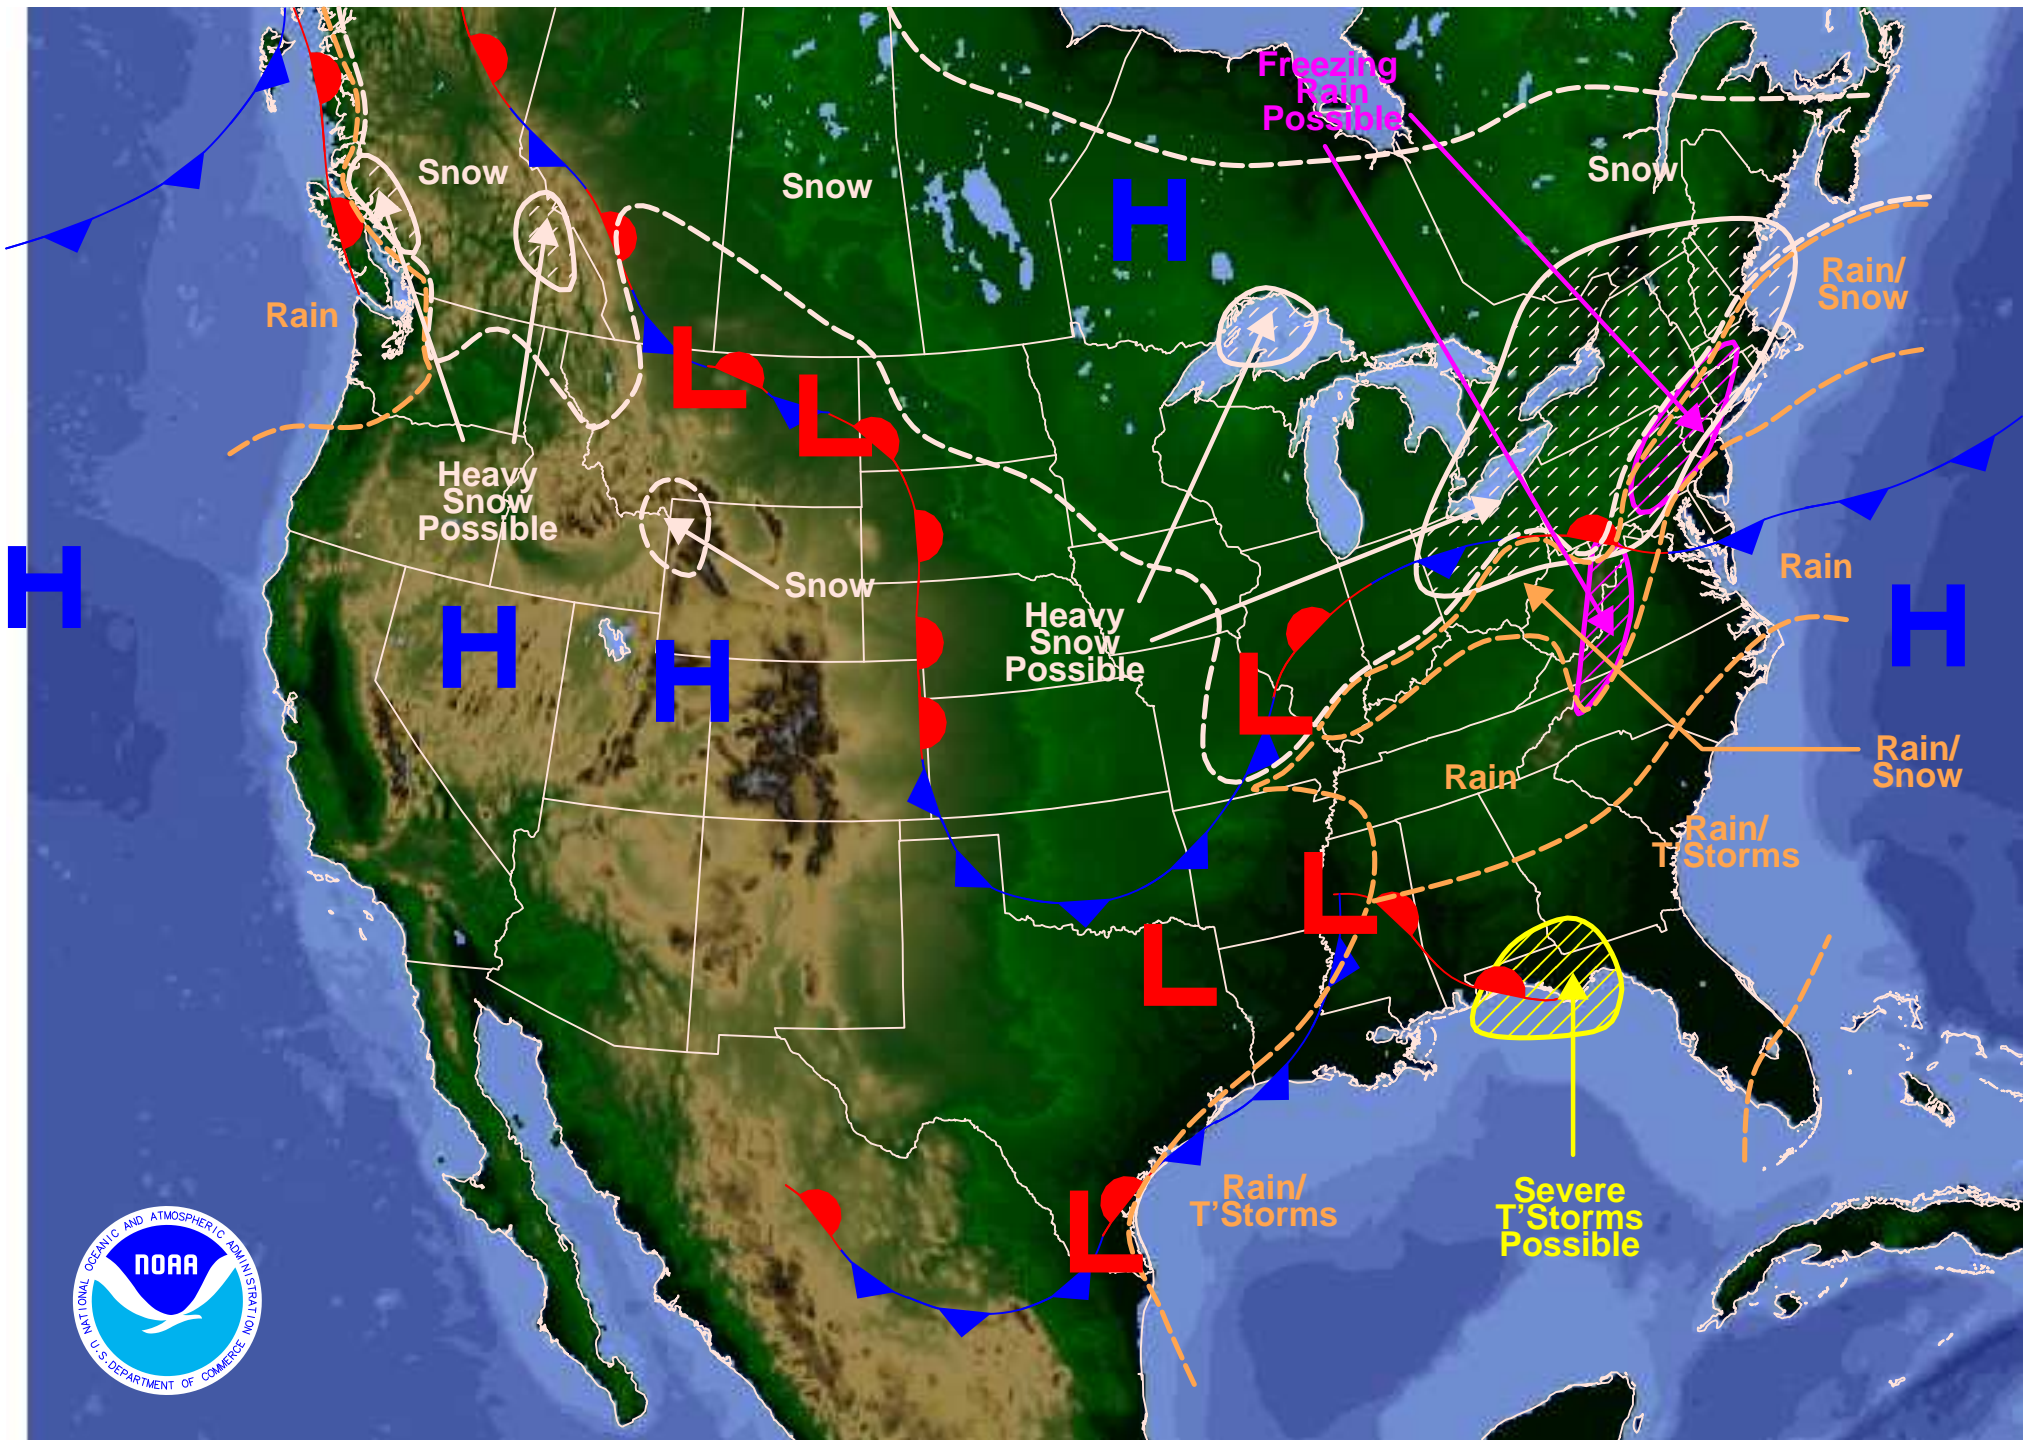 Freezing
Rain
Possible
Snow
Snow
Snow
H
Rain/
Snow
Rain
L
L
Heavy
Snow
Possible
H
Snow
Rain
H
H
H
Heavy
Snow
Possible
L
Rain/
Snow
Rain
Rain/
T'Storms
L
L
Rain/
T'Storms
Severe
T'Storms
Possible
L
NATIONAL OCEANIC AND ATMOSPHERIC ADMINISTRATION
NOAA
U.S. DEPARTMENT OF COMMERCE